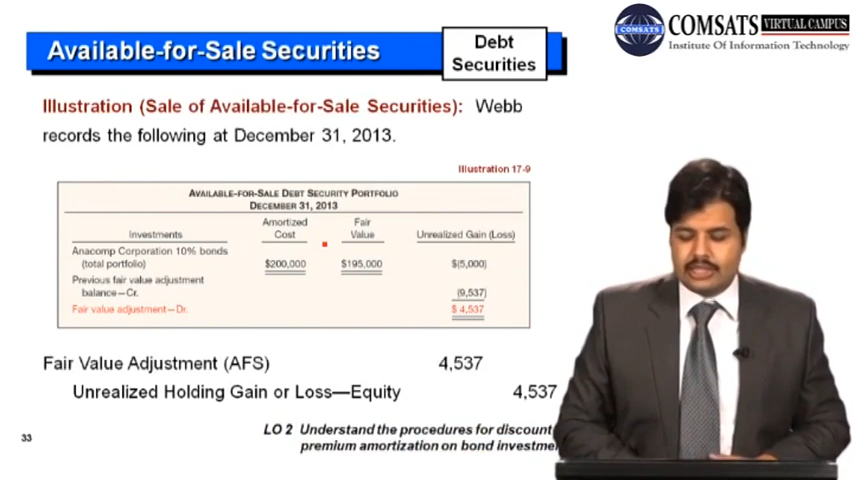 Available-for-Sale Securities
Debt
Securities
COMSATS
COMSATS VIRTUAL CAMPUS
Institute Of Information Technology
Illustration (Sale of Available-for-Sale Securities): Webb
records the following at December 31, 2013.
Illustration 17-9
AVAILABLE-FOR-SALE DEBT SECURITY PORTFOLIO
DECEMBER 31, 2013
Amortized Fair
Investments Cost Value Unrealized Gain (Loss)
Anacomp Corporation 10% bonds
(total portfolio) $200,000 $195,000 $(5,000)
Previous fair value adjustment
balance—Cr. (9,537)
Fair value adjustment—Dr. $ 4,537
Fair Value Adjustment (AFS) 4,537
Unrealized Holding Gain or Loss—Equity 4,537
33
LO 2 Understand the procedures for discount
premium amortization on bond